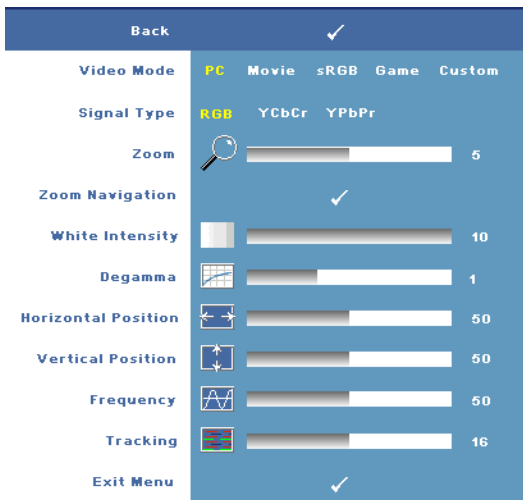 Back
Video Mode PC Movie sRGB Game Custom
Signal Type RGB YCbCr YPbPr
Zoom 5
Zoom Navigation
White Intensity 10
Degamma 1
Horizontal Position 50
Vertical Position 50
Frequency 50
Tracking 16
Exit Menu